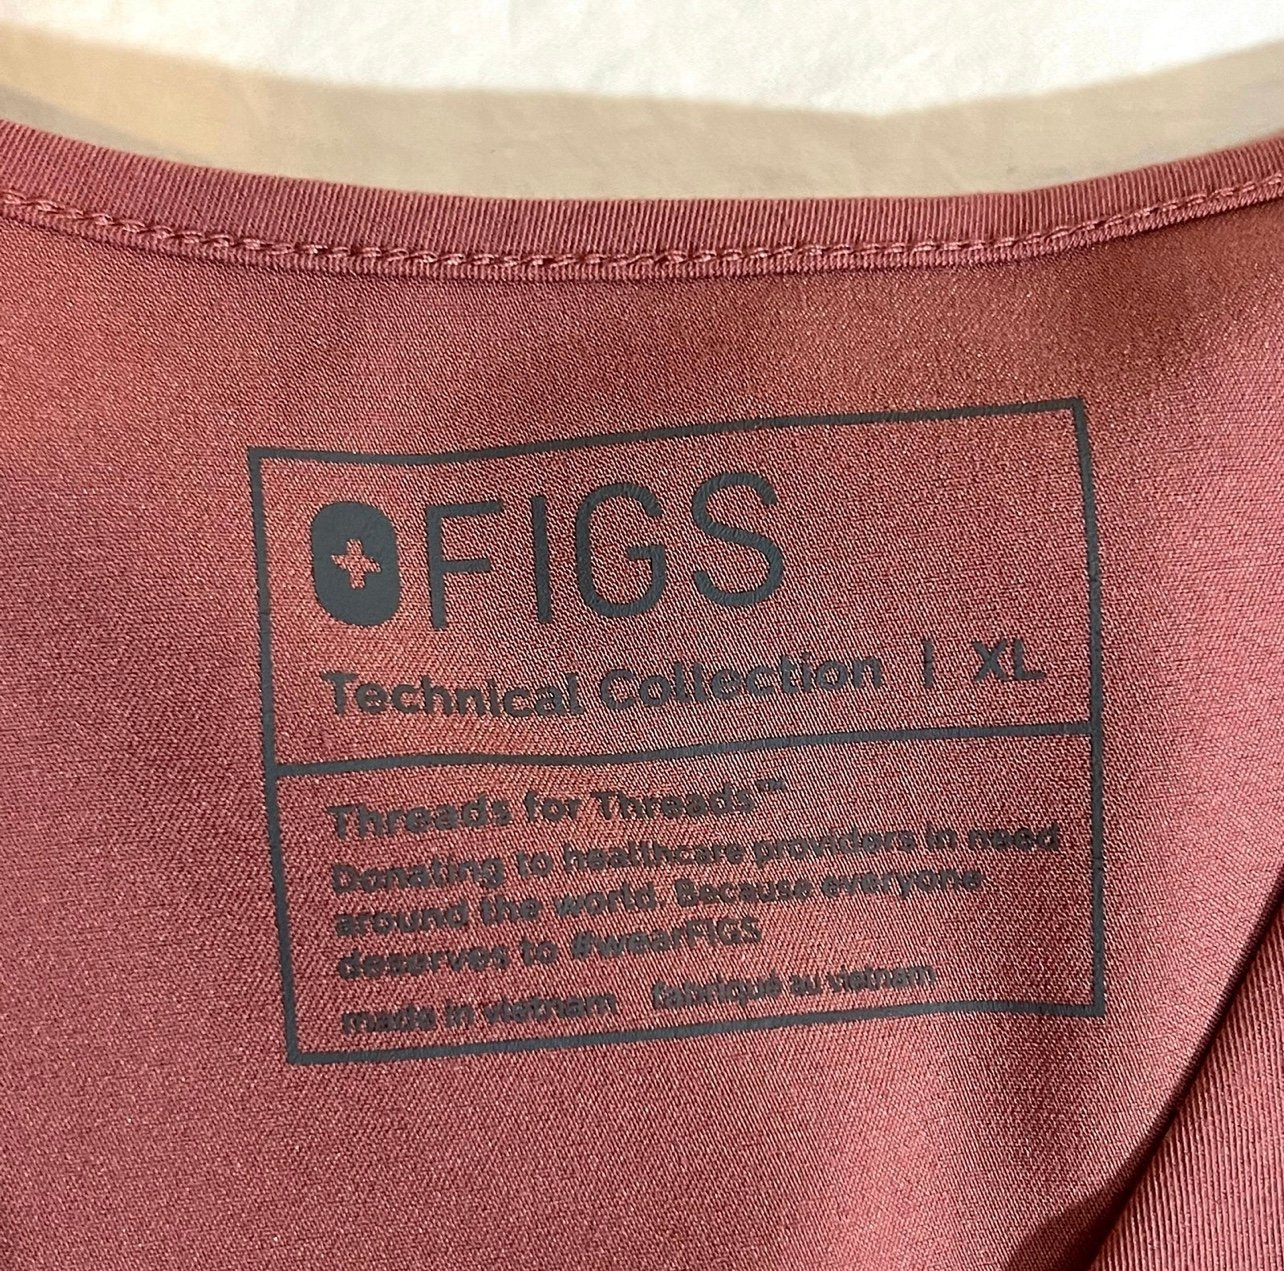 FIGS
Technical Collection | XL
Threads for Threads™
Donating to healthcare providers in need
around the world. Because everyone
deserves to #wearFIGS
made in vietnam fabriqué au vietnam